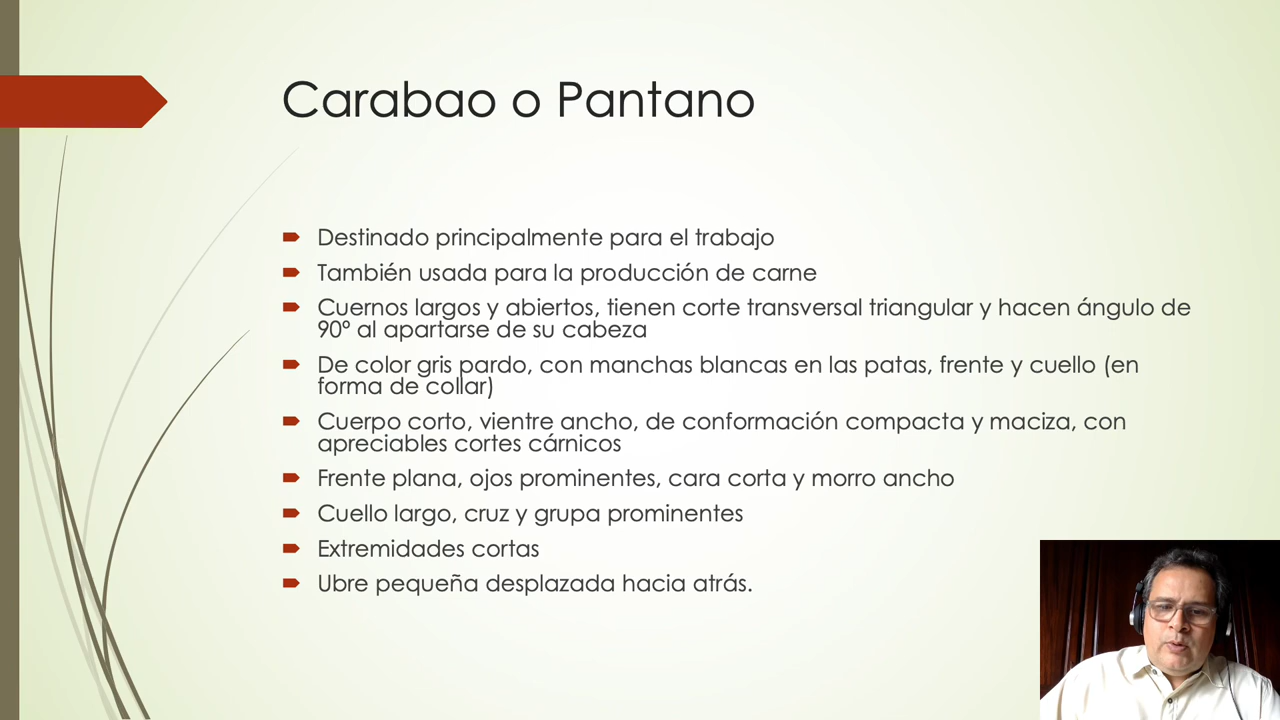 Carabao o Pantano
Destinado principalmente para el trabajo
También usada para la producción de carne
Cuernos largos y abiertos, tienen corte transversal triangular y hacen ángulo de
90º al apartarse de su cabeza
De color gris pardo, con manchas blancas en las patas, frente y cuello (en
forma de collar)
Cuerpo corto, vientre ancho, de conformación compacta y maciza, con
apreciables cortes cárnicos
Frente plana, ojos prominentes, cara corta y morro ancho
Cuello largo, cruz y grupa prominentes
Extremidades cortas
Ubre pequeña desplazada hacia atrás.